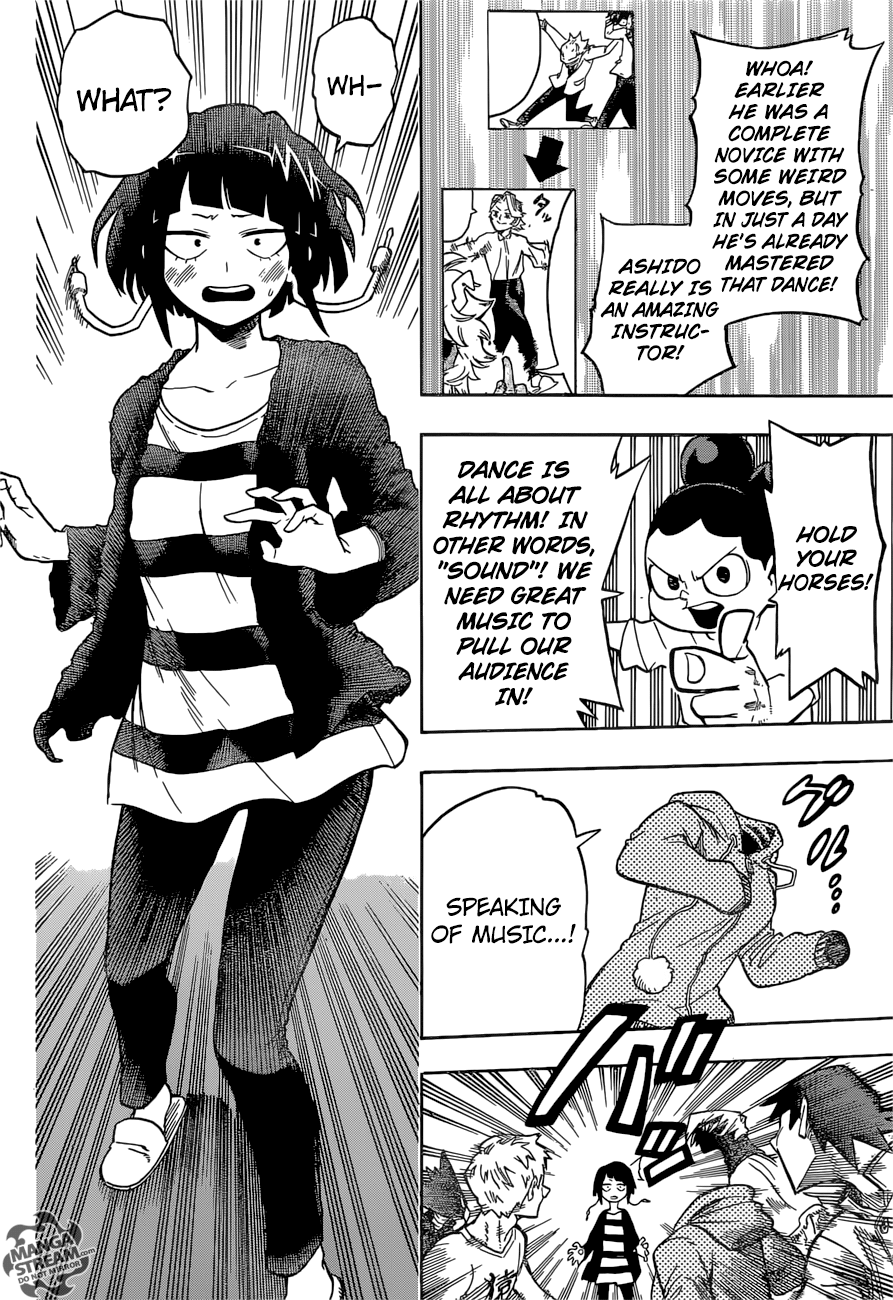 WHOA!
EARLIER
HE WAS A
COMPLETE
NOVICE WITH
SOME WEIRD
MOVES, BUT
IN JUST A DAY
HE'S ALREADY
MASTERED
THAT DANCE!
ASHIDO
REALLY IS
AN AMAZING
INSTRUC-
TOR!
タッ
HOLD
YOUR
HORSES!
DANCE IS
ALL ABOUT
RHYTHM! IN
OTHER WORDS,
"SOUND"! WE
NEED GREAT
MUSIC TO
PULL OUR
AUDIENCE
IN!
SPEAKING
OF MUSIC...!
WH-
WHAT?
MANGA
STREAM.com
DO NOT MIRROR